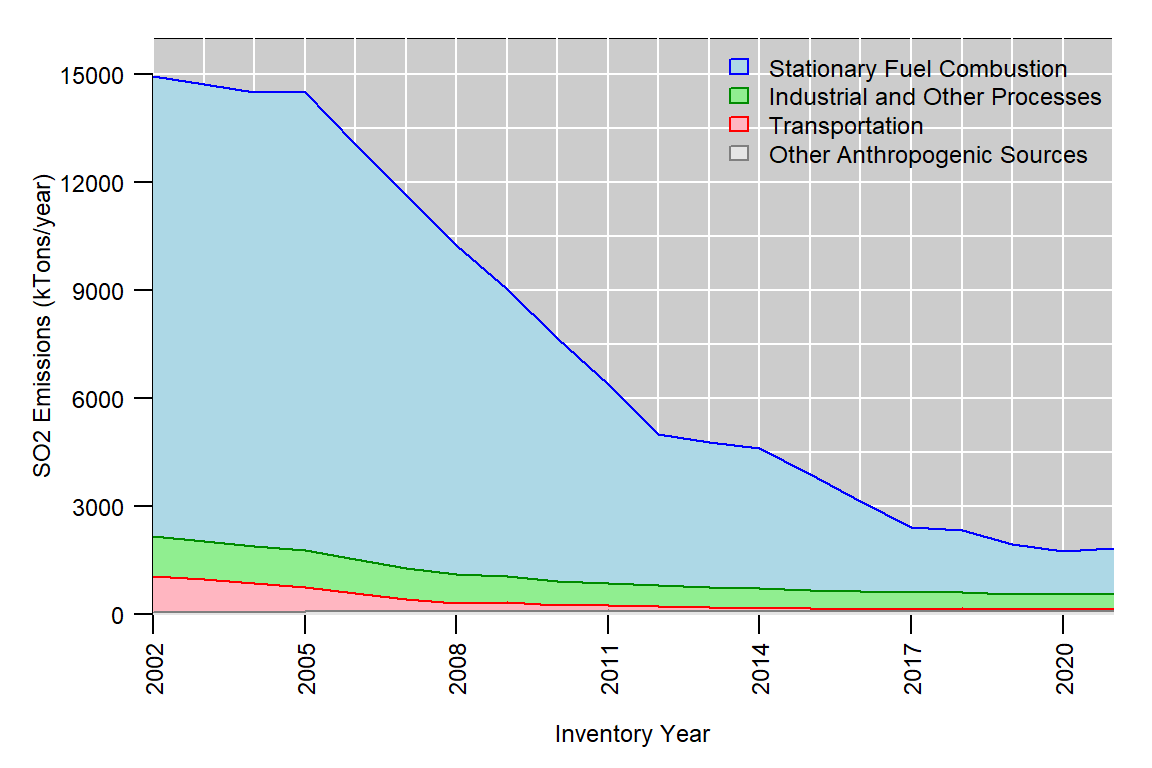 Stationary Fuel Combustion
Industrial and Other Processes
Transportation
Other Anthropogenic Sources
SO2 Emissions (kTons/year)
15000
12000
9000
6000
3000
0
2002
2005
2008
2011
2014
2017
2020
Inventory Year